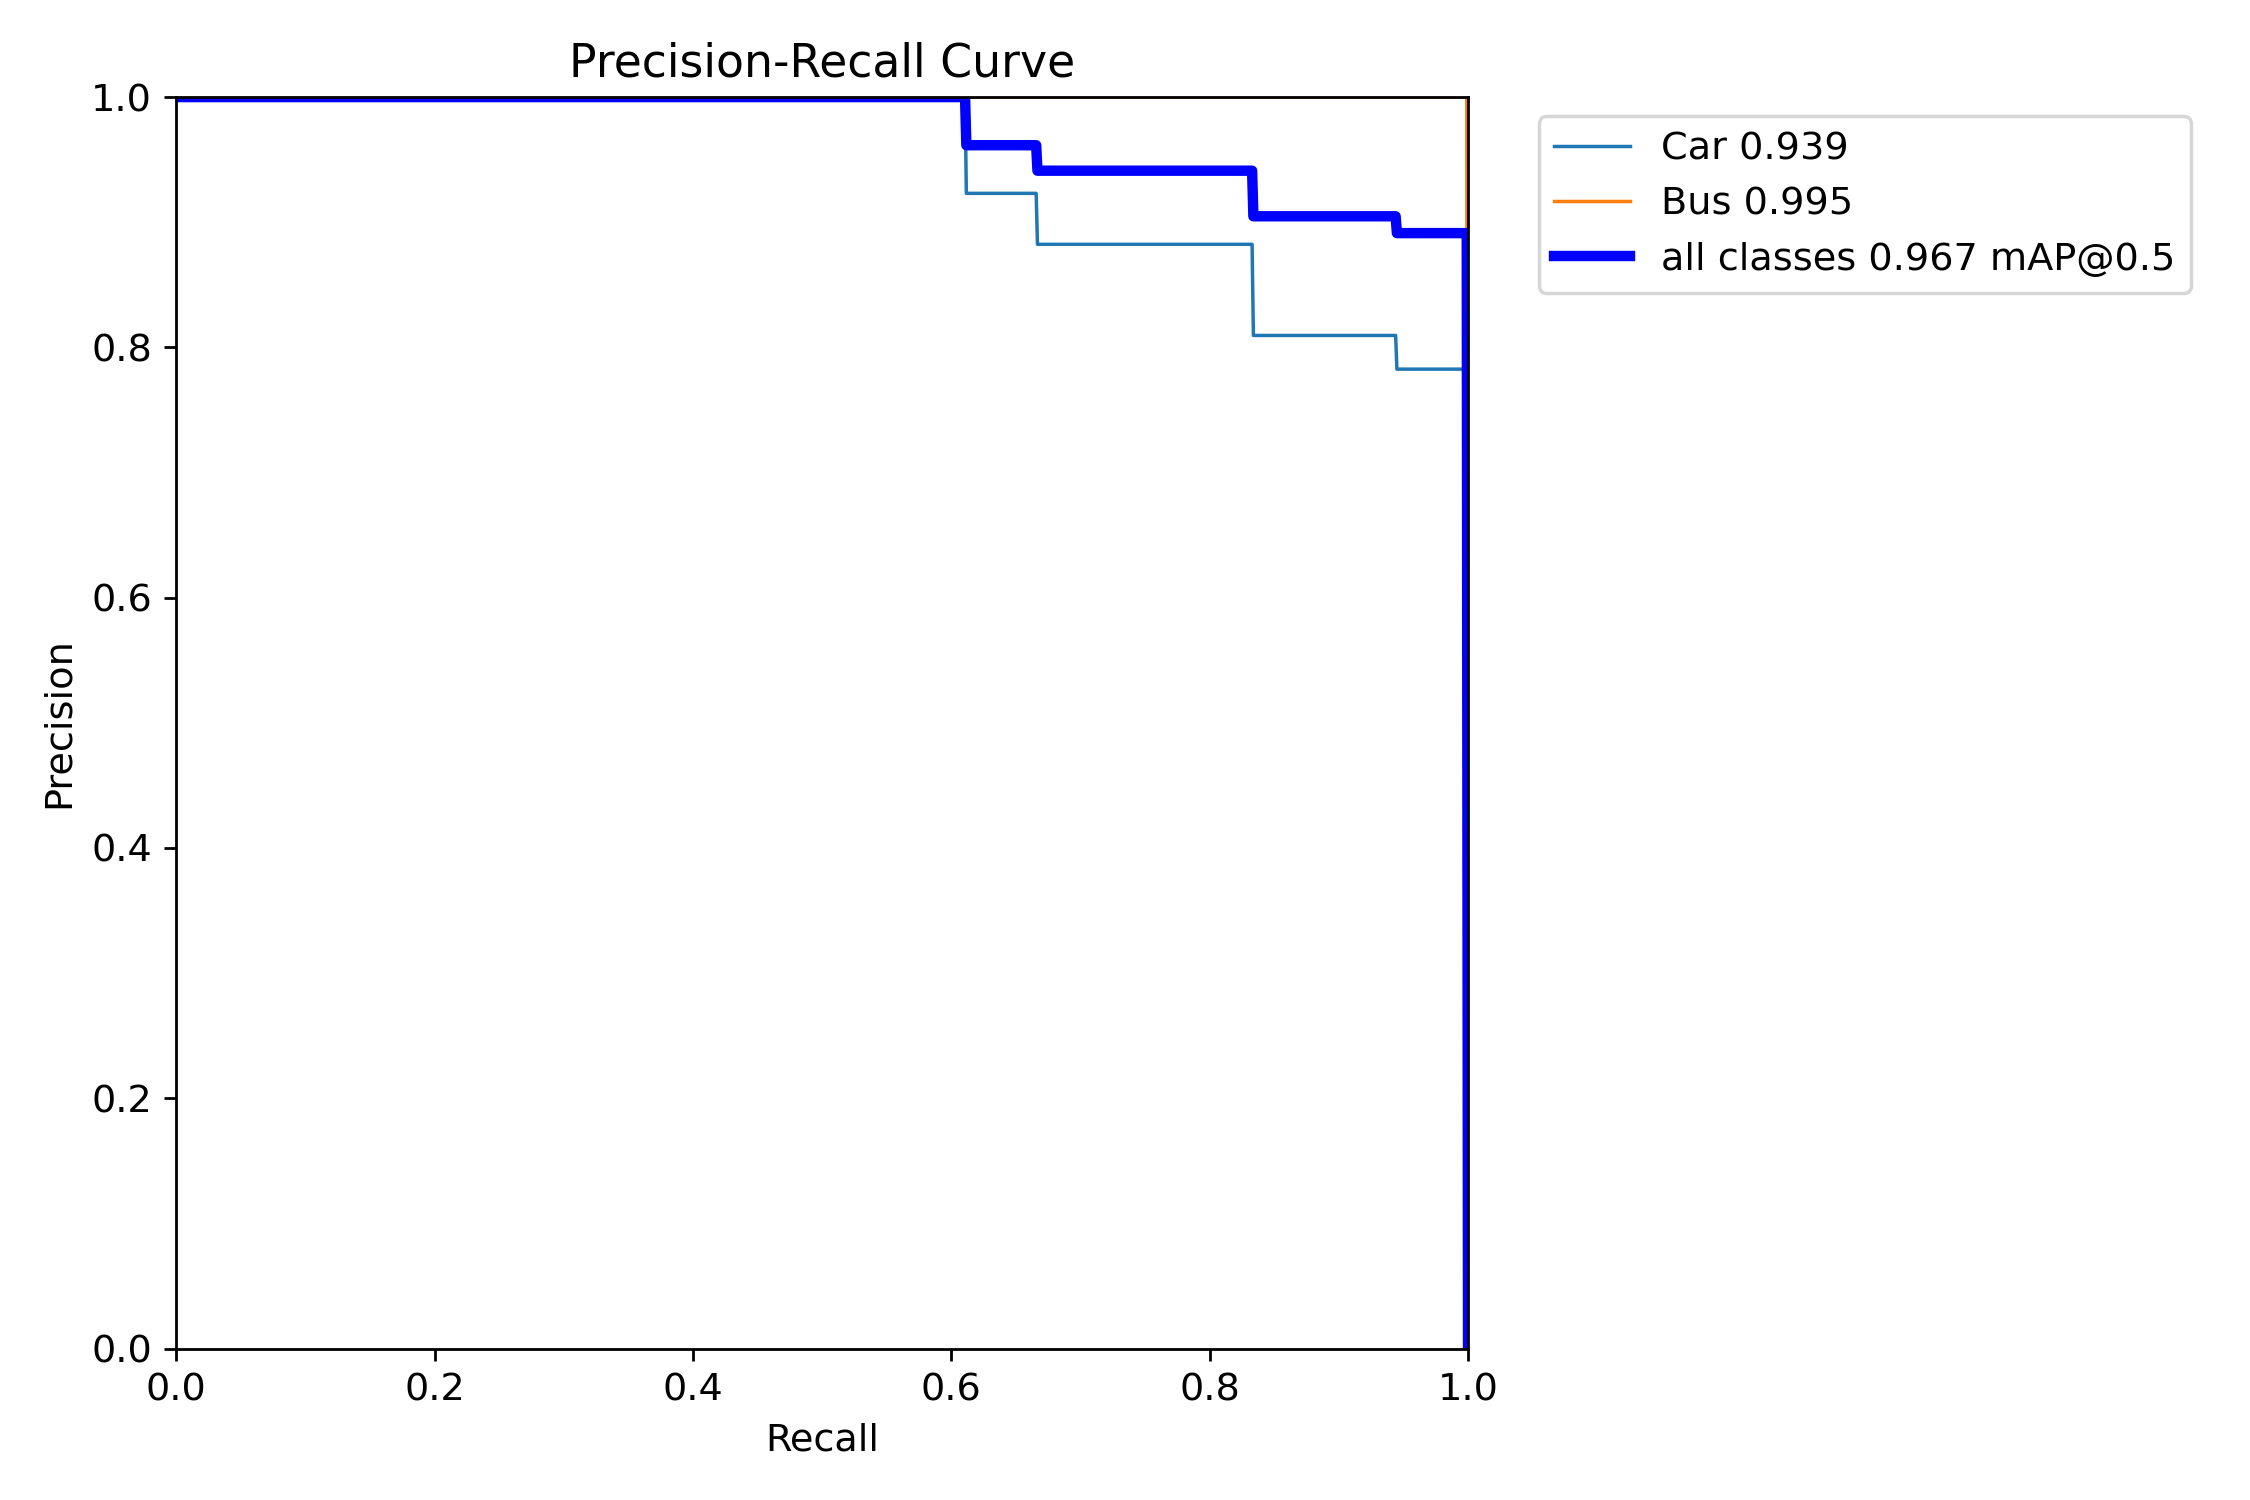 Precision-Recall Curve
1.0
0.8
0.6
0.4
0.2
0.0
Precision
0.0 0.2 0.4 0.6 0.8 1.0
Recall
Car 0.939
Bus 0.995
all classes 0.967 mAP@0.5